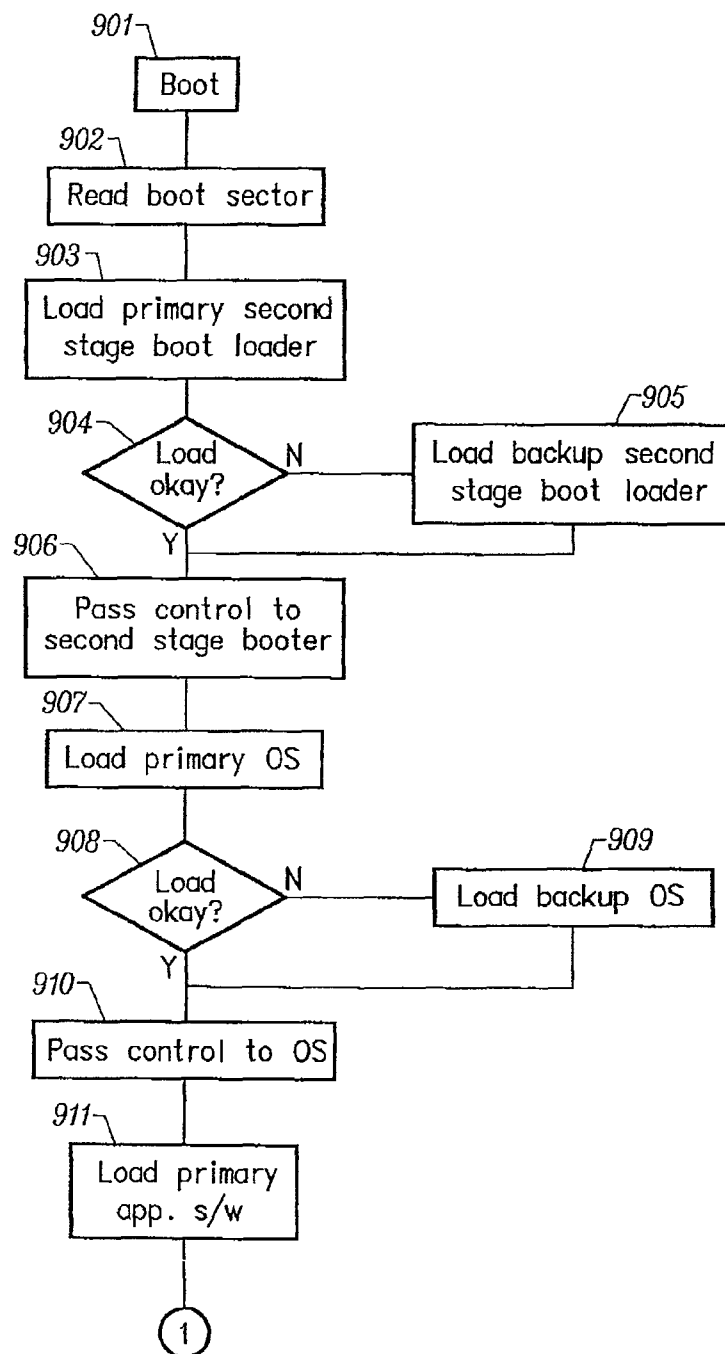 901
Boot
902
Read boot sector
903
Load primary second
stage boot loader
904
Load
okay?
N
905
Load backup second
stage boot loader
Y
906
Pass control to
second stage booter
907
Load primary OS
908
Load
okay?
N
909
Load backup OS
Y
910
Pass control to OS
911
Load primary
app. s/w
1